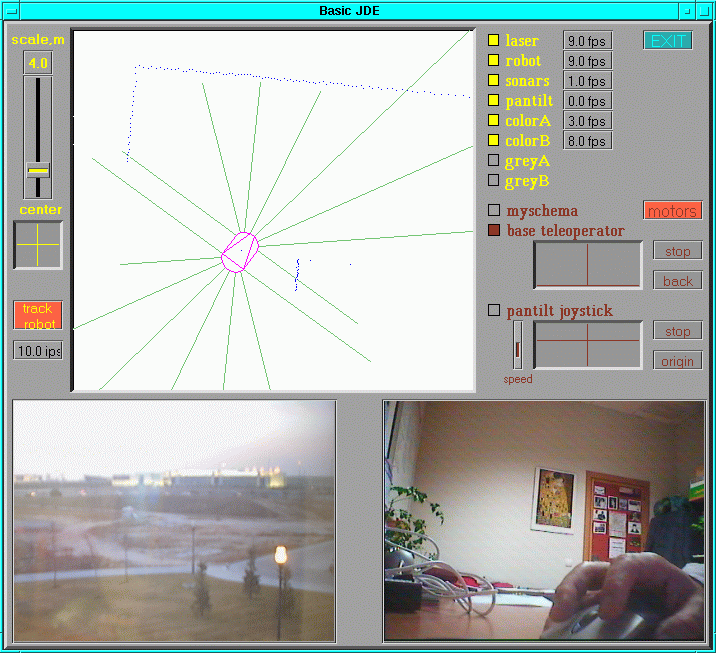 Basic JDE
scale,m
4.0
center
track
robot
10.0 ips
laser 9.0 fps EXIT
robot 9.0 fps
sonars 1.0 fps
pantilt 0.0 fps
colorA 3.0 fps
colorB 8.0 fps
greyA
greyB
myschema motors
base teleoperator
stop
back
pantilt joystick
stop
origin
speed